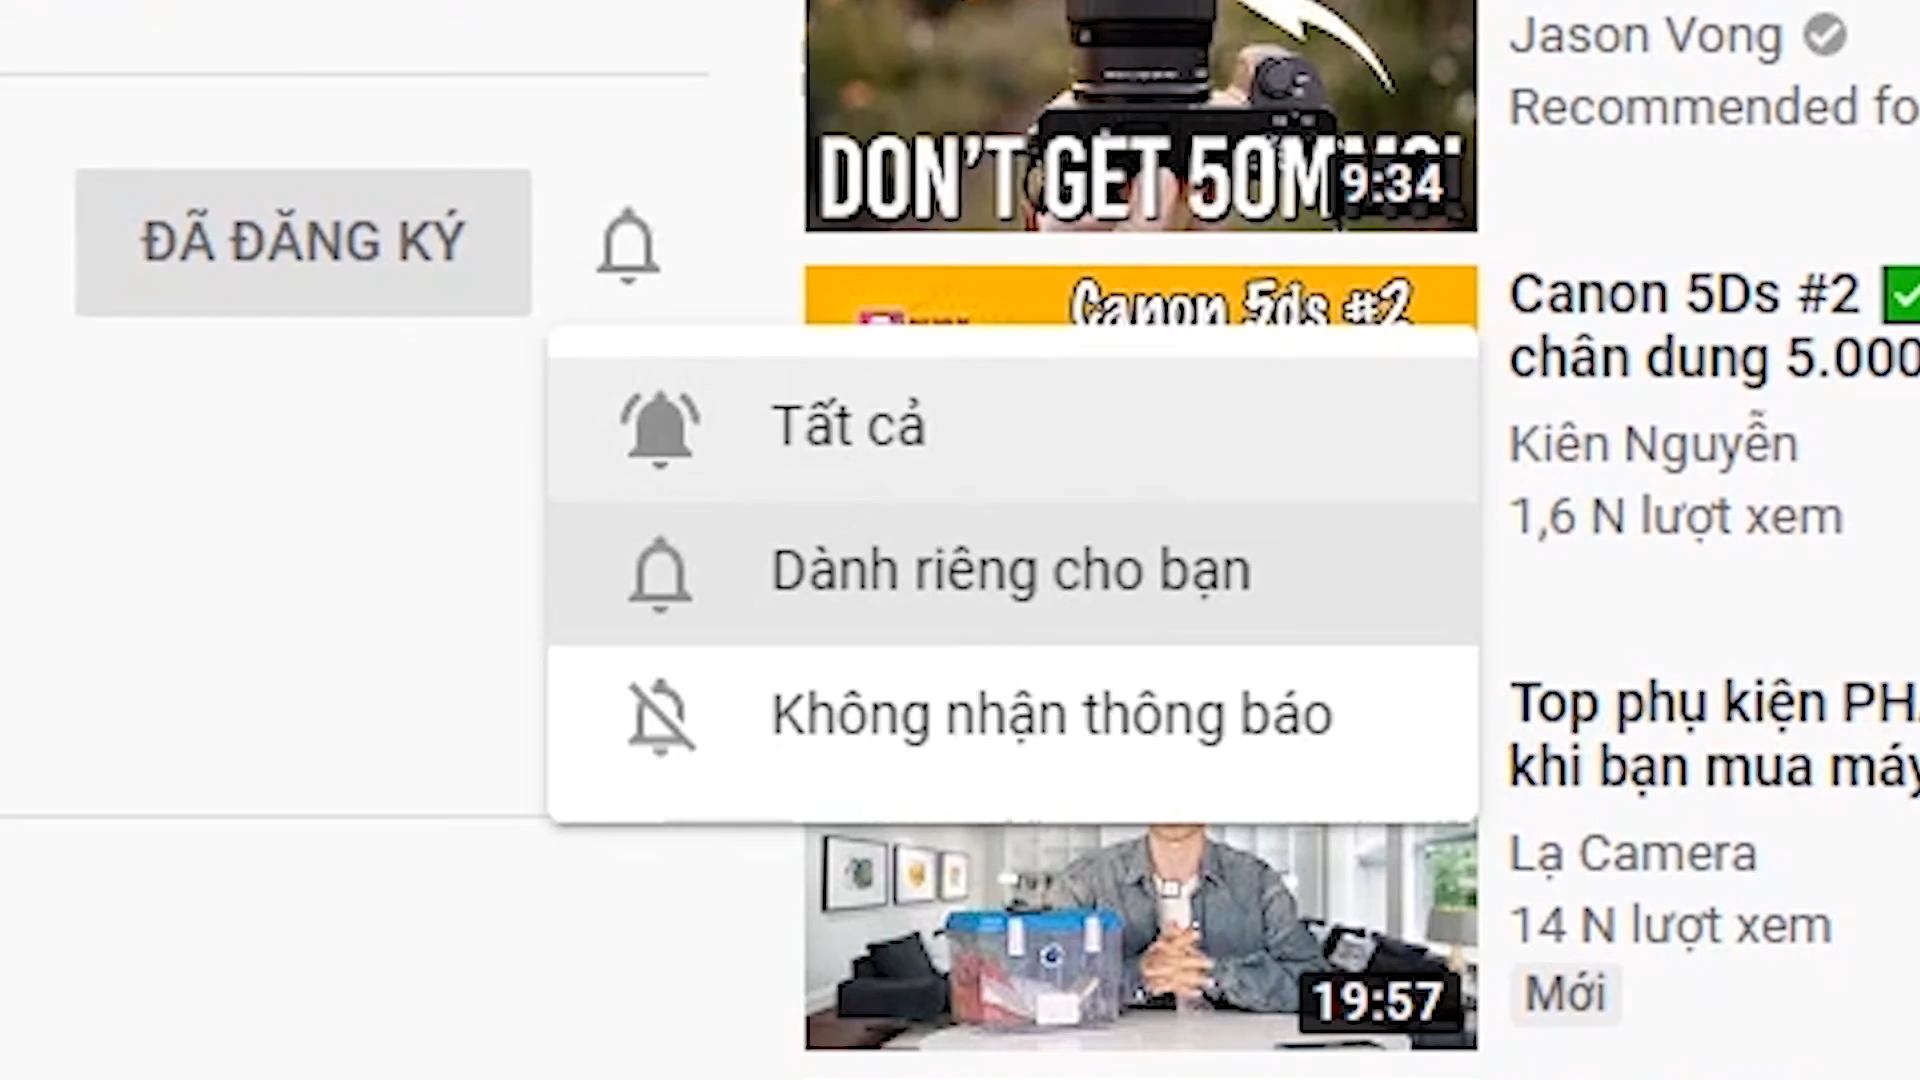 ĐÃ ĐĂNG KÝ
Tất cả
Dành riêng cho bạn
Không nhận thông báo
DON'T GET 50MM
9:34
Jason Vong
Recommended fo
Canon 5ds #2
Canon 5Ds #2
chân dung 5.000
Kiên Nguyễn
1,6 N lượt xem
19:57
Top phụ kiện PH
khi bạn mua máy
Lạ Camera
14 N lượt xem
Mới